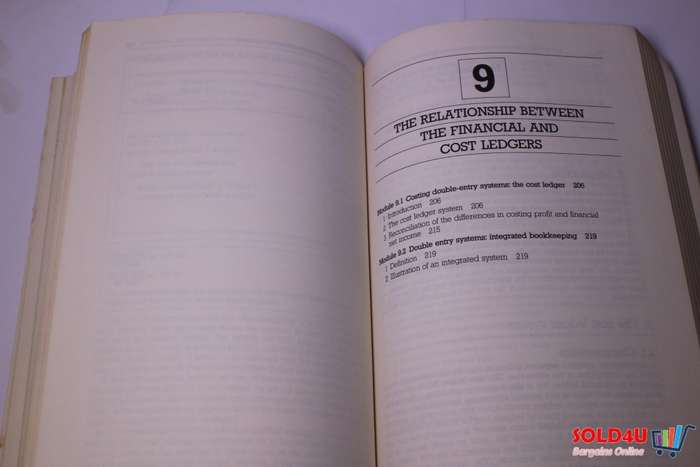 9
THE RELATIONSHIP BETWEEN
THE FINANCIAL AND
COST LEDGERS
Module 9.1 Costing double-entry systems: the cost ledger 206
1 Introduction 206
2 The cost ledger system 206
3 Reconciliation of the differences in costing profit and financial
net income 215
Module 9.2 Double entry systems: integrated bookkeeping 219
1 Definition 219
2 Illustration of an integrated system 219
SOLD4U
Bargains Online